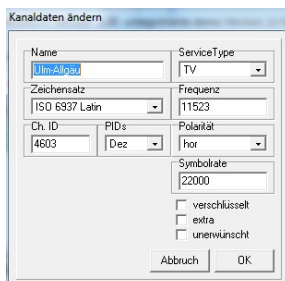 Kanaldaten ändern
Name
ServiceType
Ulm-Allgäu
TV
Zeichensatz
Frequenz
ISO 6937 Latin
11523
Ch. ID
PIDs
Polarität
4603
Dez
hor
Symbolrate
22000
verschlüsselt
extra
unerwünscht
Abbruch
OK